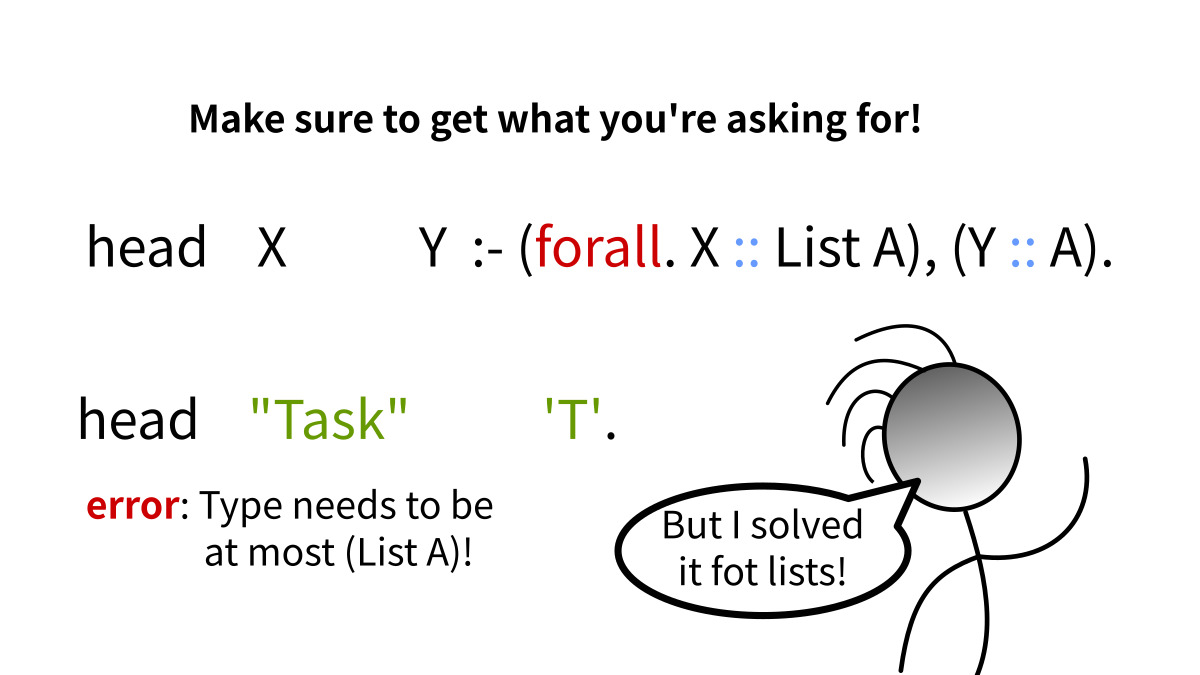 Make sure to get what you're asking for!
head X Y :- (forall. X :: List A), (Y :: A).
head "Task" 'T'.
error: Type needs to be
at most (List A)!
But I solved
it fot lists!